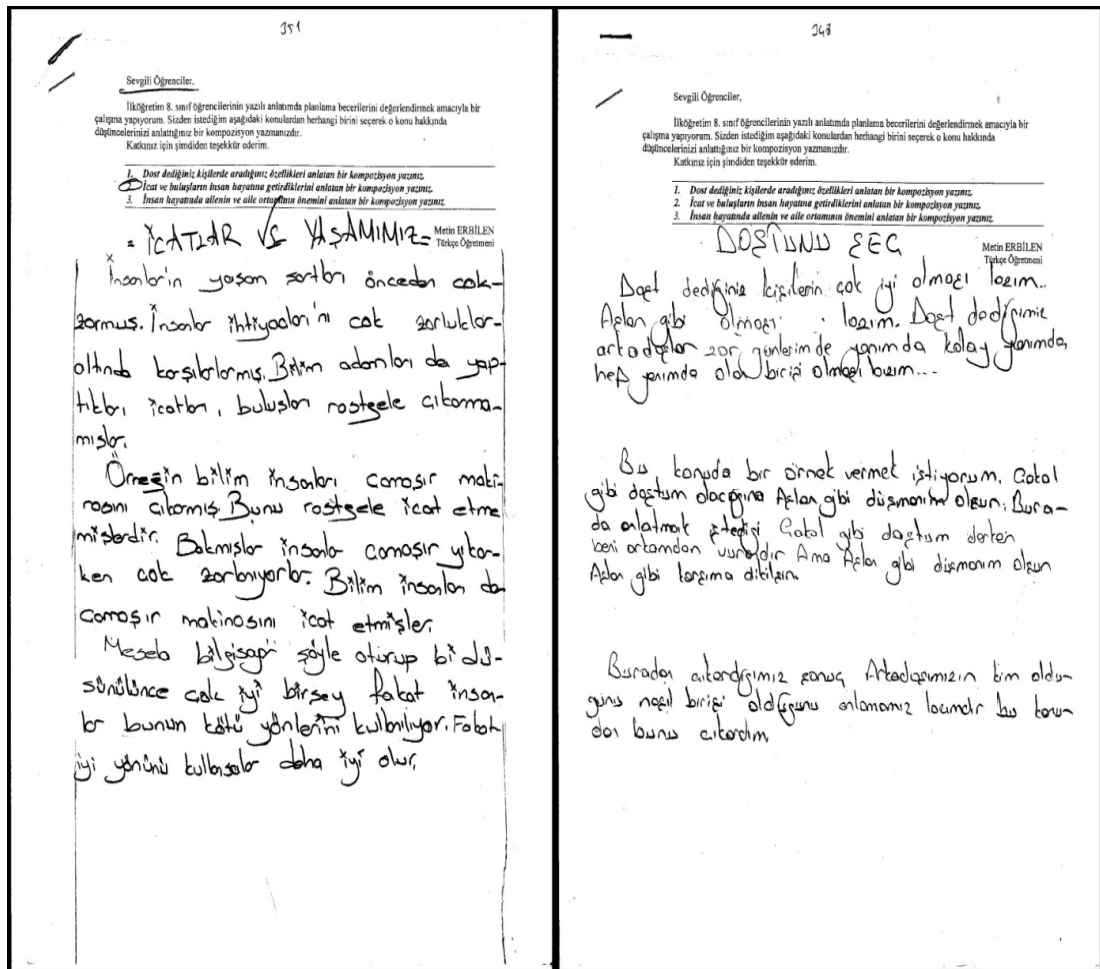 351
Sevgili Öğrenciler,
İlköğretim 8. sınıf öğrencilerinin yazılı anlatımda planlama becerilerini değerlendirmek amacıyla bir
çalışma yapıyorum. Sizden istediğim aşağıdaki konulardan herhangi birini seçerek o konu hakkında
düşüncelerinizi anlattığınız bir kompozisyon yazmanızdır.
Katkınız için şimdiden teşekkür ederim.
1. Dost dediğiniz kişilerde aradığınız özellikleri anlatan bir kompozisyon yazınız.
2. İcat ve buluşların insan hayatına getirdiklerini anlatan bir kompozisyon yazınız.
3. İnsan hayatında ailenin ve aile ortamının önemini anlatan bir kompozisyon yazınız.
Metin ERBİLEN
Türkçe Öğretmeni
= İCATLAR VE YAŞAMIMIZ =
İnsanlar'ın yaşam şartları önceden çok-
zormuş. İnsanlar ihtiyaçları'nı çok zorluklar-
altında karşılarlarmış. Bilim adamları da yap-
tıkları icatları, buluşları rastgele çıkarma-
mışlar.
Örneğin bilim insanları çamaşır maki-
nasını çıkarmış. Bunu rastgele icat etme
mişlerdir. Bakmışlar insanlar çamaşır yıkar-
ken çok zorlanıyorlar. Bilim insanları da
çamaşır makinasını icat etmişler.
Mesela bilgisayar'ı şöyle oturup bi dü-
şünülünce çok iyi birşey fakat insan-
lar bunun kötü yönlerini kullanılıyor. Fakat
iyi yönünü kullansalar daha iyi olur.
348
Sevgili Öğrenciler,
İlköğretim 8. sınıf öğrencilerinin yazılı anlatımda planlama becerilerini değerlendirmek amacıyla bir
çalışma yapıyorum. Sizden istediğim aşağıdaki konulardan herhangi birini seçerek o konu hakkında
düşüncelerinizi anlattığınız bir kompozisyon yazmanızdır.
Katkınız için şimdiden teşekkür ederim.
1. Dost dediğiniz kişilerde aradığınız özellikleri anlatan bir kompozisyon yazınız.
2. İcat ve buluşların insan hayatına getirdiklerini anlatan bir kompozisyon yazınız.
3. İnsan hayatında ailenin ve aile ortamının önemini anlatan bir kompozisyon yazınız.
Metin ERBİLEN
Türkçe Öğretmeni
DOSTUNU SEÇ
Dost dediğiniz kişilerin çok iyi olması lazım..
Aslan gibi olması lazım. Dost dediğimiz
arkadaşlar zor günlerimde yanımda kolay yanımda,
hep yanımda olan birisi olması lazım...
Bu konuda bir örnek vermek istiyorum. Çakal
gibi dostum olacağına Aslan gibi düşmanım olsun. Bura-
da anlatmak istediği Çakal gibi dostum derken
beni arkamdan vurandır Ama Aslan gibi düşmanım olsun
Aslan gibi karşıma dikilsin.
Buradan çıkardığımız sonuç Arkadaşımızın kim oldu-
ğunu nasıl birisi olduğunu anlamamız lazımdır bu konu-
dan bunu çıkardım.